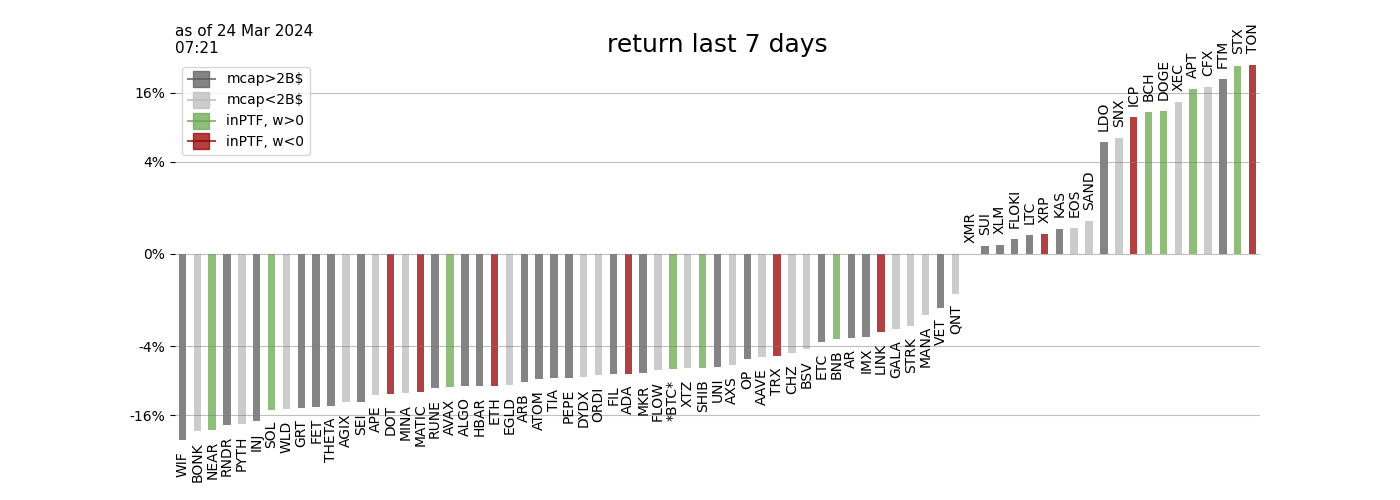 as of 24 Mar 2024
07:21
return last 7 days
mcap>2B$
mcap<2B$
inPTF, w>0
inPTF, w<0
16%
4%
0%
-4%
-16%
WIF
BONK
NEAR
RNDR
PYTH
INJ
SOL
WLD
GRT
FET
THETA
AGIX
SEI
APE
DOT
MINA
MATIC
RUNE
AVAX
ALGO
HBAR
ETH
EGLD
ARB
ATOM
TIA
PEPE
DYDX
ORDI
FIL
ADA
MKR
FLOW
*BTC*
XTZ
SHIB
UNI
AXS
OP
AAVE
TRX
CHZ
BSV
ETC
BNB
AR
IMX
LINK
GALA
STRK
MANA
VET
QNT
XMR
SUI
XLM
FLOKI
LTC
XRP
KAS
EOS
SAND
LDO
SNX
ICP
BCH
DOGE
XEC
APT
CFX
FTM
STX
TON